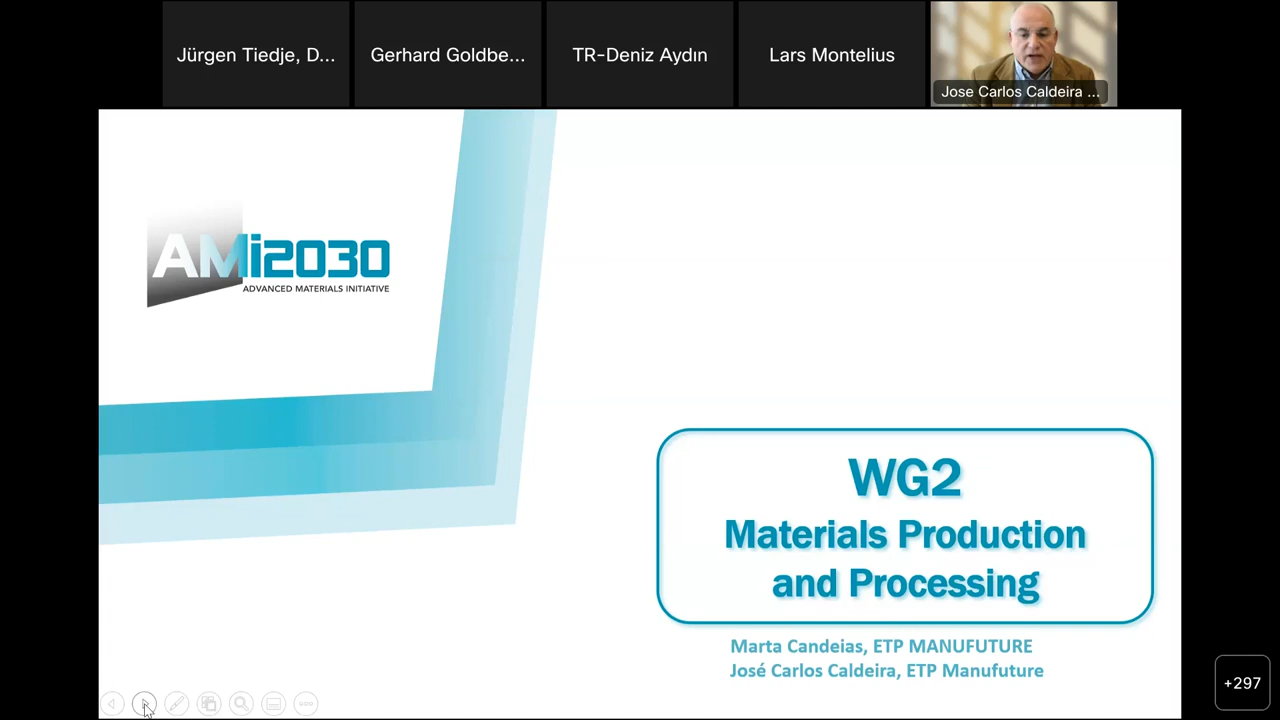 Jürgen Tiedje, D...
Gerhard Goldbe...
TR-Deniz Aydın
Lars Montelius
Jose Carlos Caldeira ...
AMi2030
ADVANCED MATERIALS INITIATIVE
WG2
Materials Production
and Processing
Marta Candeias, ETP MANUFUTURE
José Carlos Caldeira, ETP Manufuture
+297